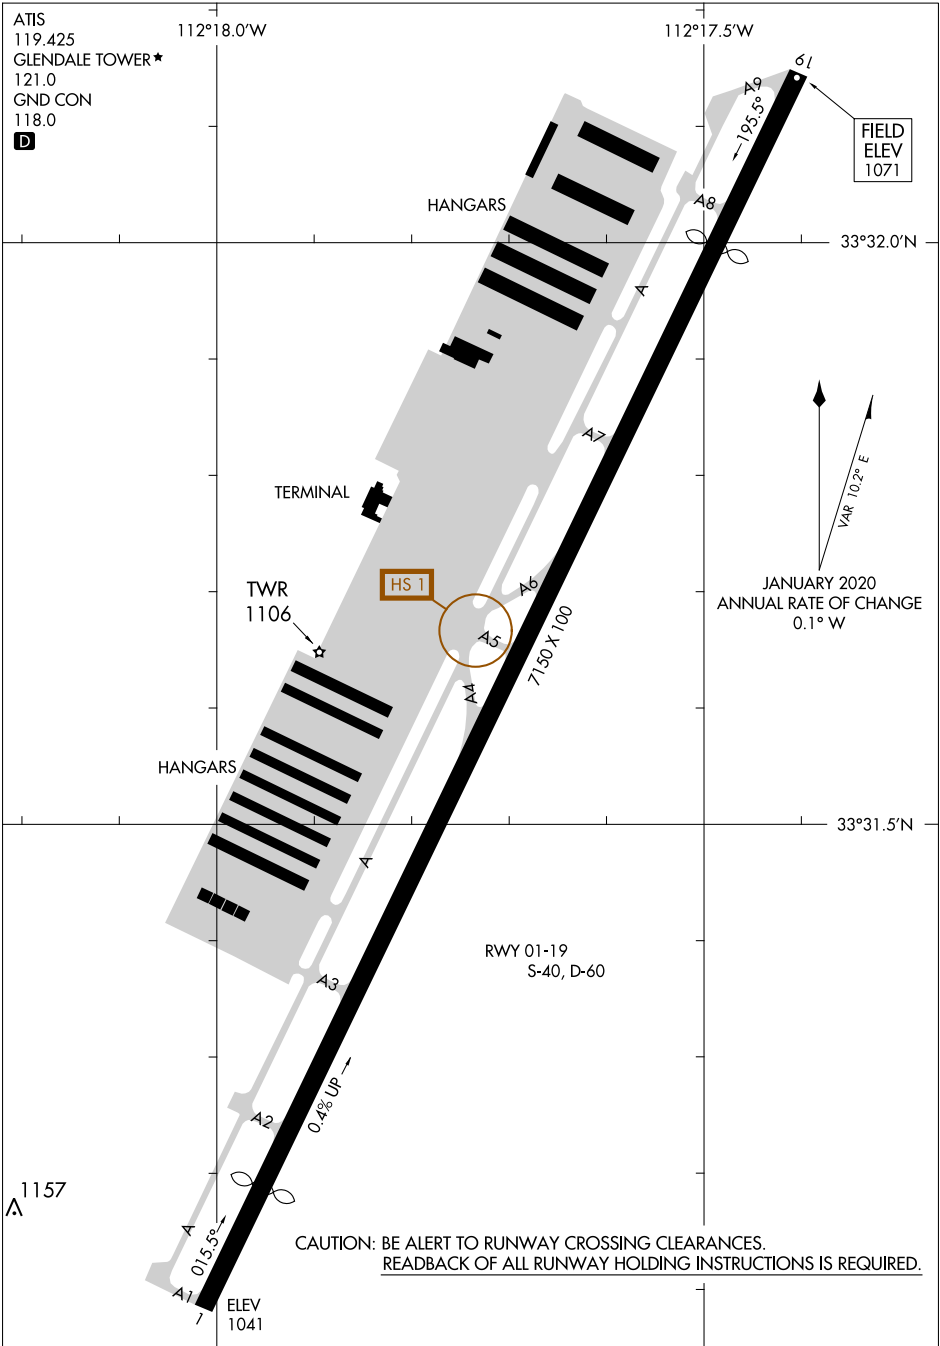 ATIS
119.425
GLENDALE TOWER★
121.0
GND CON
118.0
D
112°18.0'W
112°17.5'W
19
A9
195.5°
FIELD
ELEV
1071
HANGARS
A8
33°32.0'N
A
A7
VAR 10.2° E
TERMINAL
HS 1
A6
JANUARY 2020
ANNUAL RATE OF CHANGE
0.1° W
TWR
1106
A5
7150 X 100
A4
HANGARS
33°31.5'N
A
RWY 01-19
S-40, D-60
A3
0.4% UP
A2
1157
A
015.5°
CAUTION: BE ALERT TO RUNWAY CROSSING CLEARANCES.
READBACK OF ALL RUNWAY HOLDING INSTRUCTIONS IS REQUIRED.
A1
1
ELEV
1041